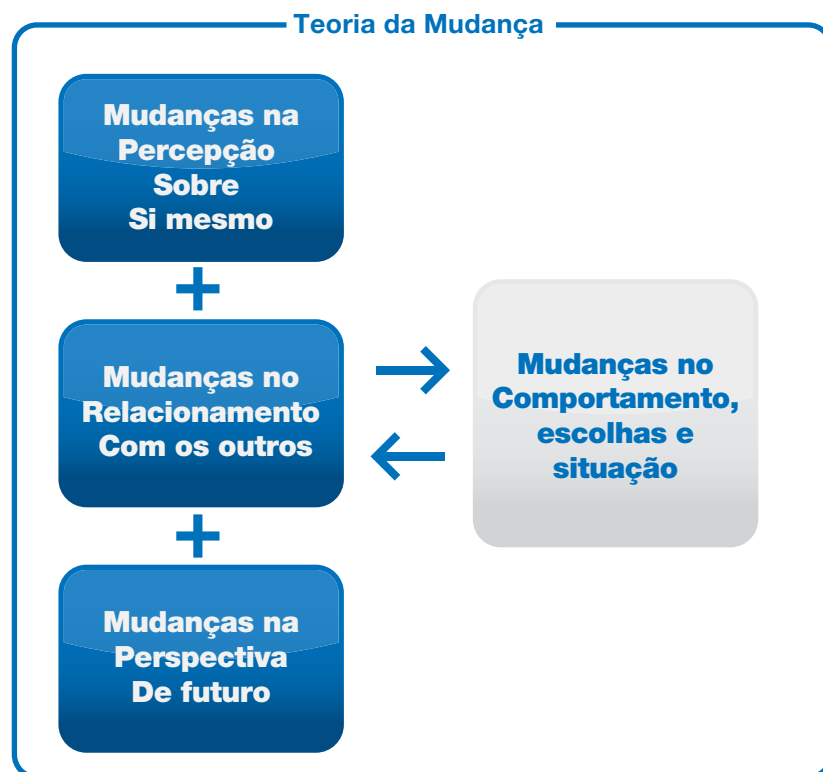 Teoria da Mudança
Mudanças na
Percepção
Sobre
Si mesmo
+
Mudanças no
Relacionamento
Com os outros
+
Mudanças na
Perspectiva
De futuro
Mudanças no
Comportamento,
escolhas e
situação